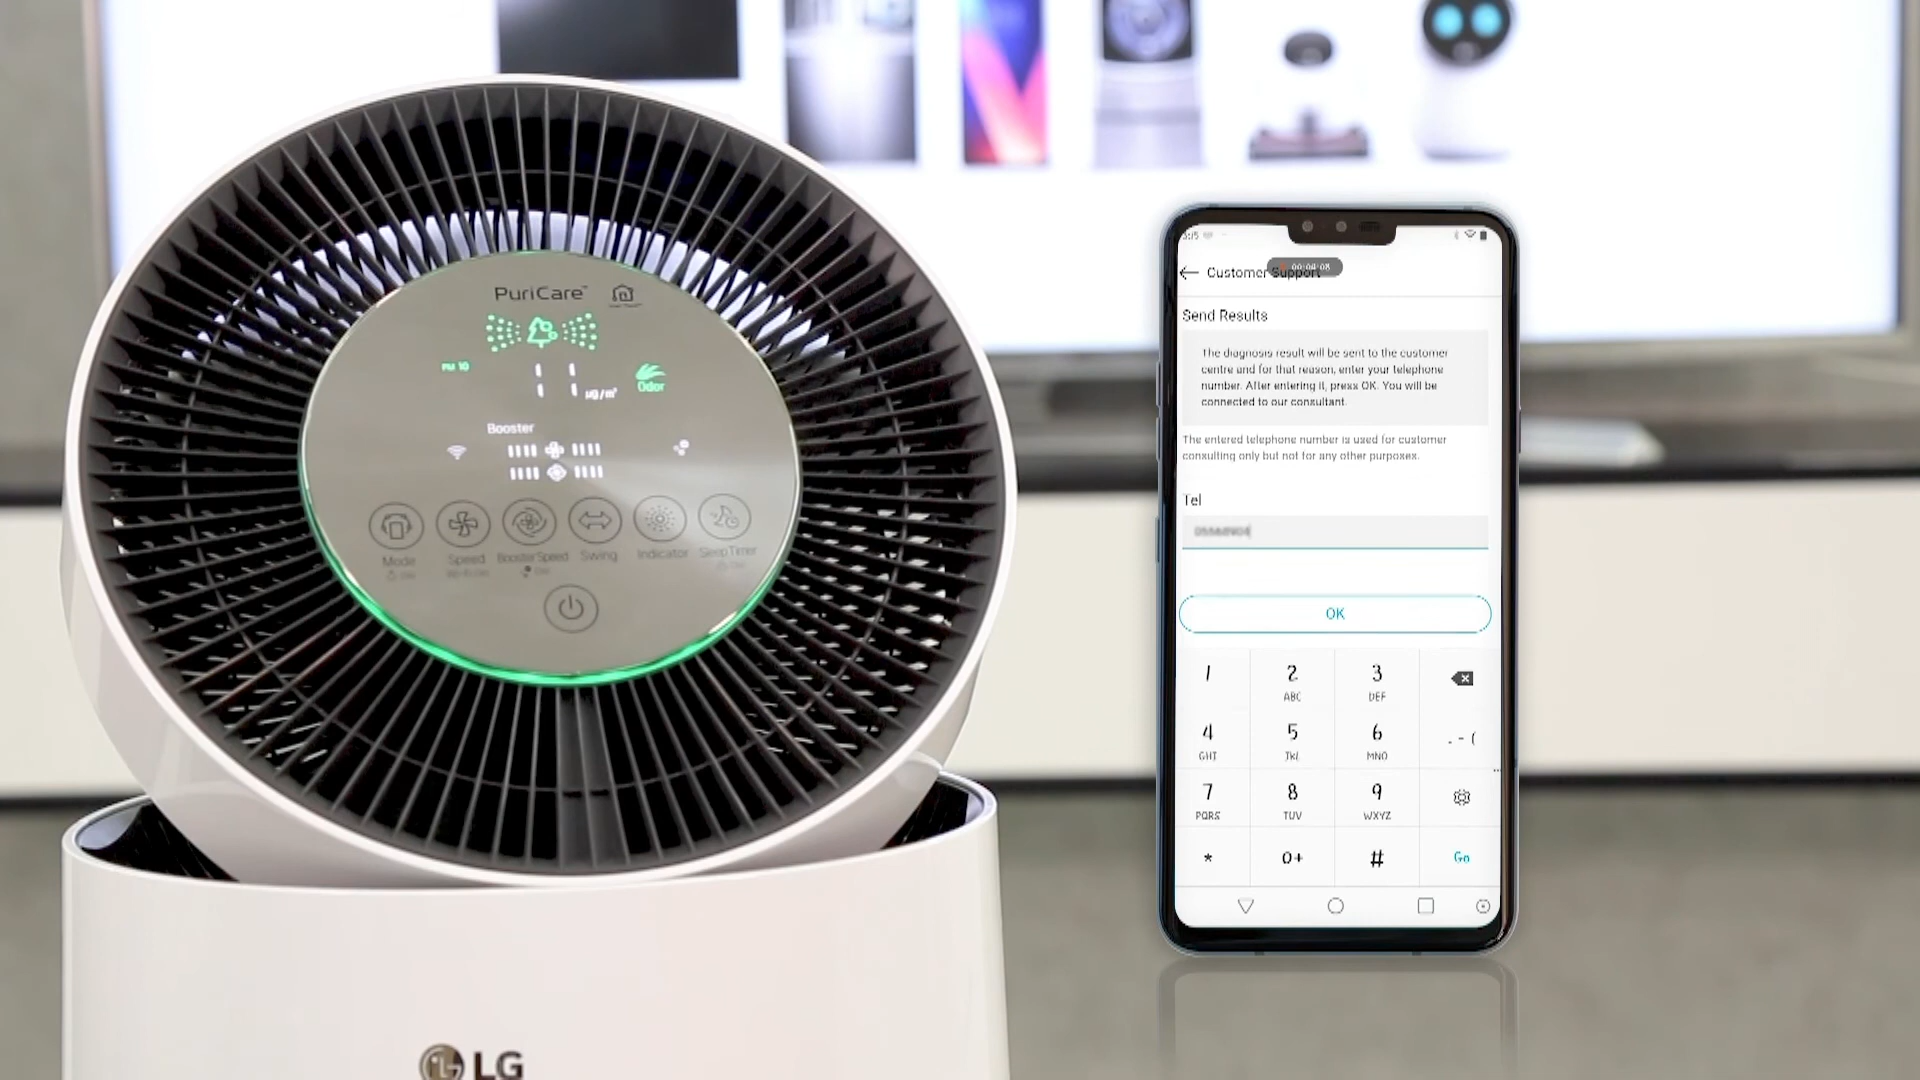 PuriCare™
PM 10
11 µg/m³
Odor
Booster
Mode
Speed
Booster Speed
Swing
Indicator
Sleep Timer
LG
Customer Support
Send Results
The diagnosis result will be sent to the customer
centre and for that reason, enter your telephone
number. After entering it, press OK. You will be
connected to our consultant.
The entered telephone number is used for customer
consulting only but not for any other purposes.
Tel
OK
1
2
3
ABC
DEF
4
5
6
. - (
GHI
JKL
MNO
7
8
9
PQRS
TUV
WXYZ
*
0+
#
Go